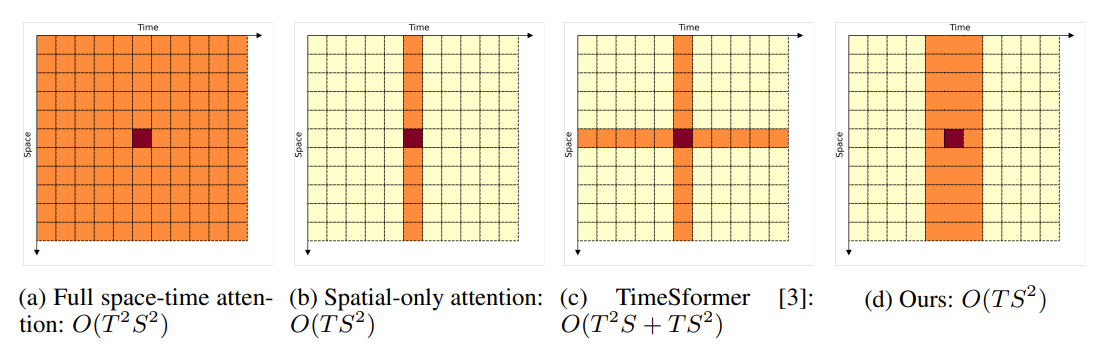 Time
Space
Time
Space
Time
Space
Time
Space
(a) Full space-time atten-
tion: O(T²S²)
(b) Spatial-only attention:
O(TS²)
(c) TimeSformer [3]:
O(T²S + TS²)
(d) Ours: O(TS²)